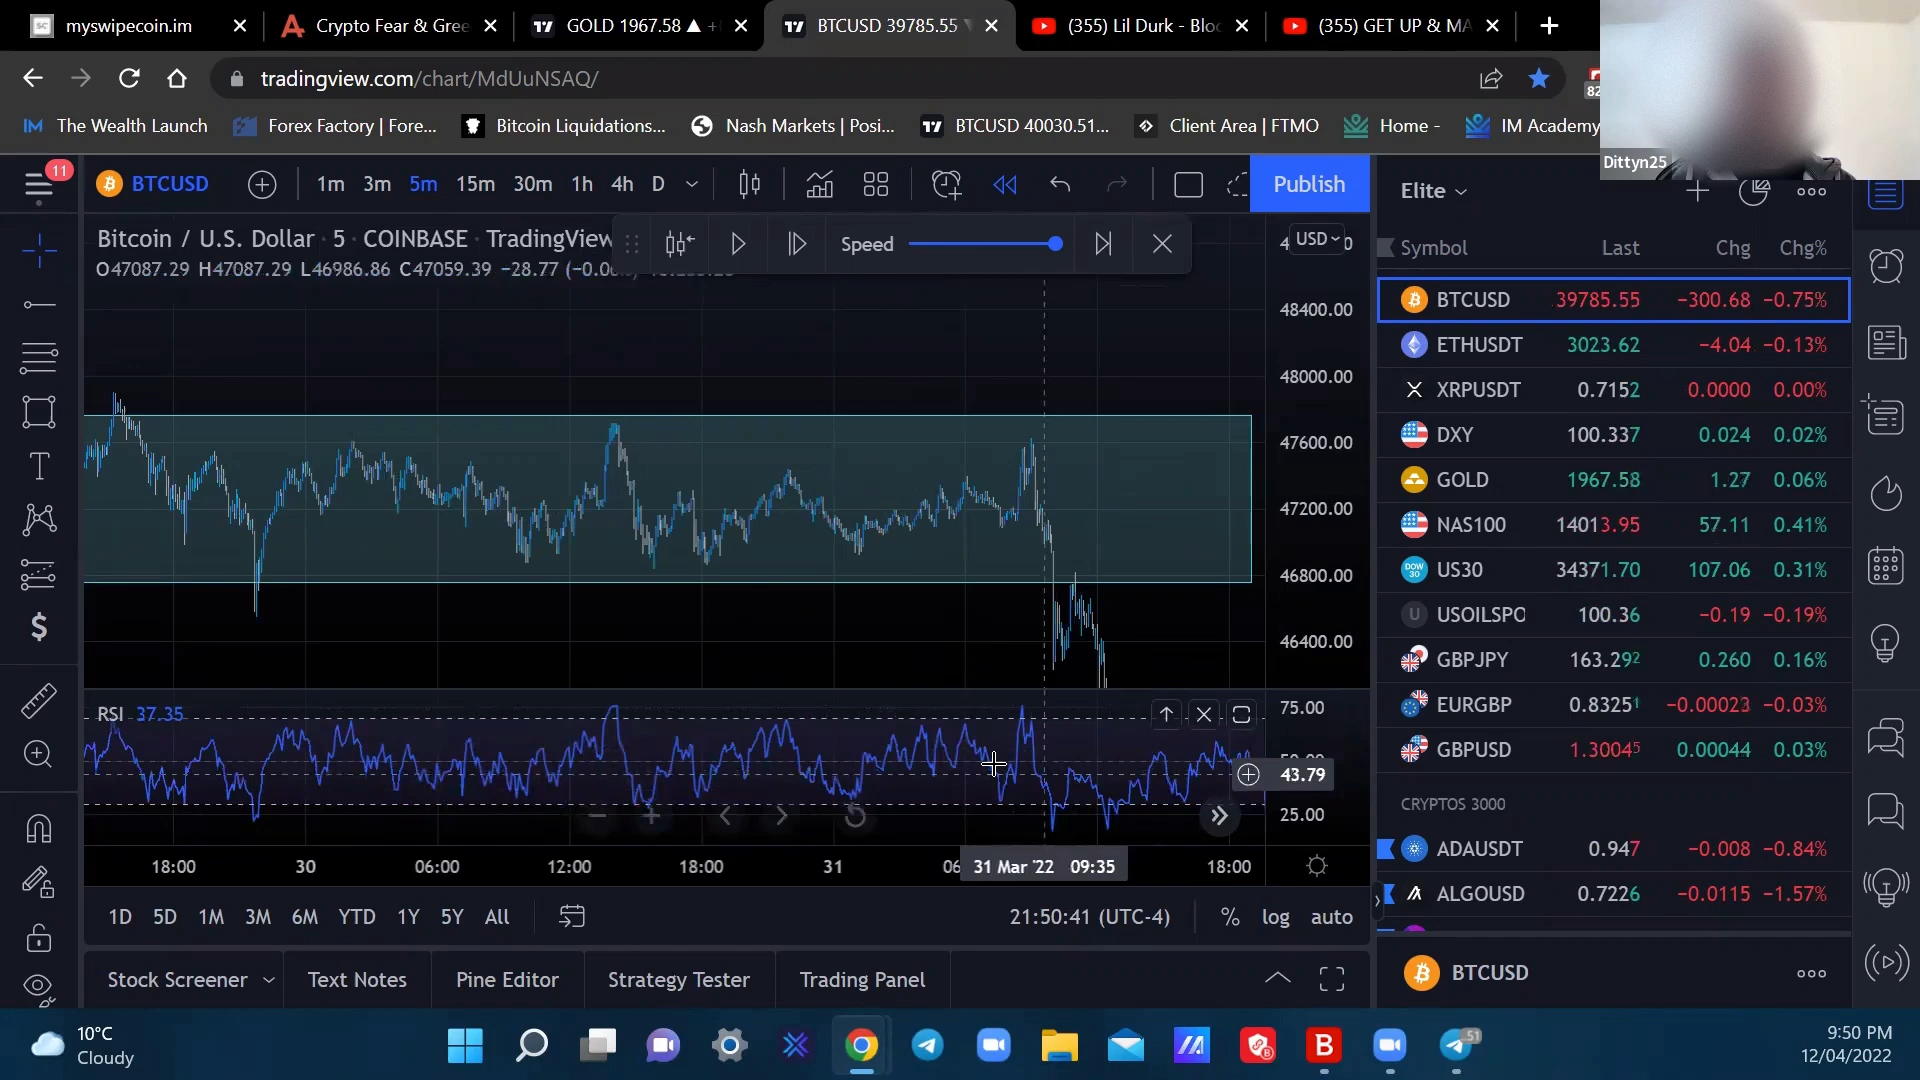 myswipecoin.im
Crypto Fear & Gree
GOLD 1967.58 ▲ +
BTCUSD 39785.55
(355) Lil Durk - Blo
(355) GET UP & MA
tradingview.com/chart/MdUuNSAQ/
82
The Wealth Launch
Forex Factory | Fore...
Bitcoin Liquidations...
Nash Markets | Posi...
BTCUSD 40030.51...
Client Area | FTMO
Home -
IM Academy
Dittyn25
11
BTCUSD
1m 3m 5m 15m 30m 1h 4h D
Publish
Elite
Bitcoin / U.S. Dollar · 5 · COINBASE · TradingView
Speed
USD
O47087.29 H47087.29 L46986.86 C47059.39 −28.77
48400.00
48000.00
47600.00
47200.00
46800.00
46400.00
RSI 37.35
75.00
43.79
25.00
18:00 30 06:00 12:00 18:00 31 31 Mar '22 09:35 18:00
1D 5D 1M 3M 6M YTD 1Y 5Y All
21:50:41 (UTC-4)
% log auto
Stock Screener
Text Notes
Pine Editor
Strategy Tester
Trading Panel
Symbol Last Chg Chg%
BTCUSD 39785.55 −300.68 −0.75%
ETHUSDT 3023.62 −4.04 −0.13%
XRPUSDT 0.7152 0.0000 0.00%
DXY 100.337 0.024 0.02%
GOLD 1967.58 1.27 0.06%
NAS100 14013.95 57.11 0.41%
US30 34371.70 107.06 0.31%
USOILSPO 100.36 −0.19 −0.19%
GBPJPY 163.292 0.260 0.16%
EURGBP 0.83251 −0.00023 −0.03%
GBPUSD 1.30045 0.00044 0.03%
CRYPTOS 3000
ADAUSDT 0.947 −0.008 −0.84%
ALGOUSD 0.7226 −0.0115 −1.57%
BTCUSD
10°C
Cloudy
51
9:50 PM
12/04/2022